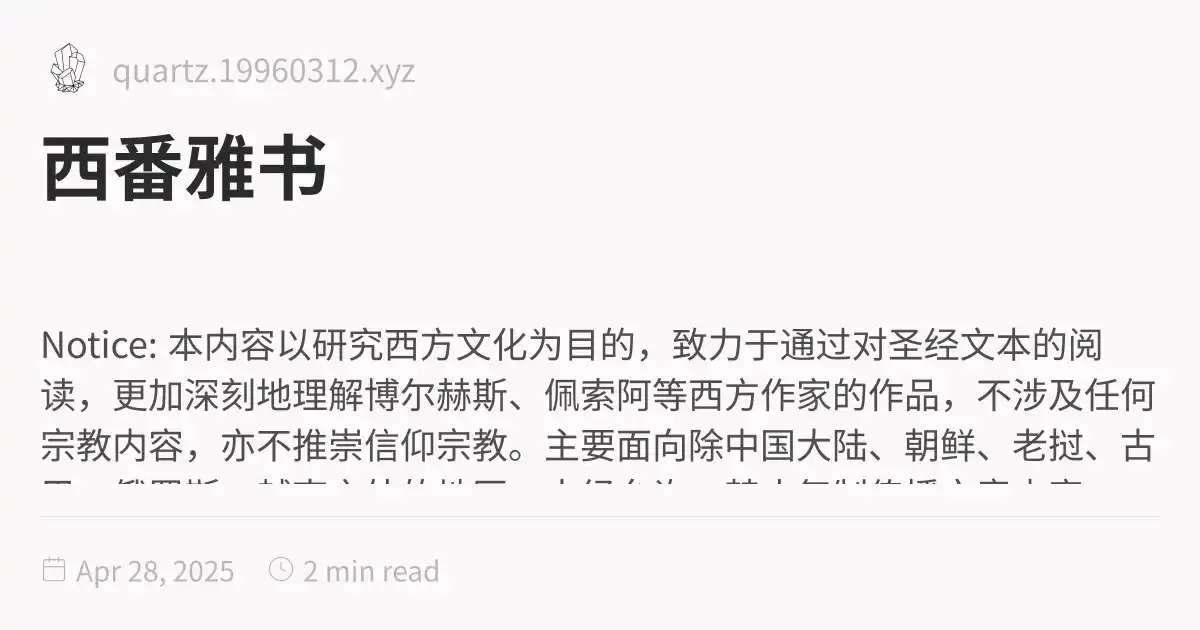 quartz.19960312.xyz
西番雅书
Notice: 本内容以研究西方文化为目的，致力于通过对圣经文本的阅
读，更加深刻地理解博尔赫斯、佩索阿等西方作家的作品，不涉及任何
宗教内容，亦不推崇信仰宗教。主要面向除中国大陆、朝鲜、老挝、古
Apr 28, 2025
2 min read